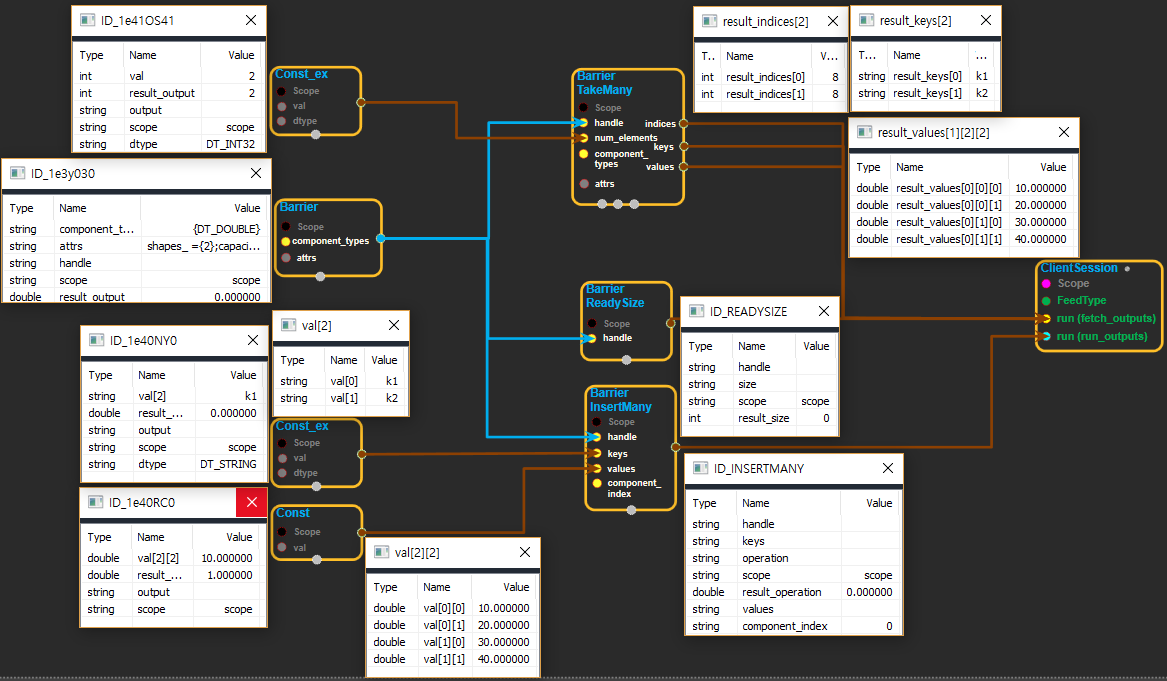 ID_1e41OS41
Type Name Value
int val 2
int result_output 2
string output
string scope scope
string dtype DT_INT32
Const_ex
Scope
val
dtype
Barrier
TakeMany
Scope
handle
num_elements
component_
types
attrs
indices
keys
values
result_indices[2]
T.. Name V...
int result_indices[0] 8
int result_indices[1] 8
result_keys[2]
T... Name ...
string result_keys[0] k1
string result_keys[1] k2
result_values[1][2][2]
Type Name Value
double result_values[0][0][0] 10.000000
double result_values[0][0][1] 20.000000
double result_values[0][1][0] 30.000000
double result_values[0][1][1] 40.000000
ID_1e3y030
Type Name Value
string component_t... {DT_DOUBLE}
string attrs shapes_ ={2};capaci...
string handle
string scope scope
double result_output 0.000000
Barrier
Scope
component_types
attrs
ClientSession
Scope
FeedType
run (fetch_outputs)
run (run_outputs)
Barrier
ReadySize
Scope
handle
ID_READYSIZE
Type Name Value
string handle
string size
string scope scope
int result_size 0
ID_1e40NY0
Type Name Value
string val[2] k1
double result_... 0.000000
string output
string scope scope
string dtype DT_STRING
val[2]
Type Name Value
string val[0] k1
string val[1] k2
Const_ex
Scope
val
dtype
Barrier
InsertMany
Scope
handle
keys
values
component_
index
ID_INSERTMANY
Type Name Value
string handle
string keys
string operation
string scope scope
double result_operation 0.000000
string values
string component_index 0
ID_1e40RC0
Type Name Value
double val[2][2] 10.000000
double result_... 1.000000
string output
string scope scope
Const
Scope
val
val[2][2]
Type Name Value
double val[0][0] 10.000000
double val[0][1] 20.000000
double val[1][0] 30.000000
double val[1][1] 40.000000